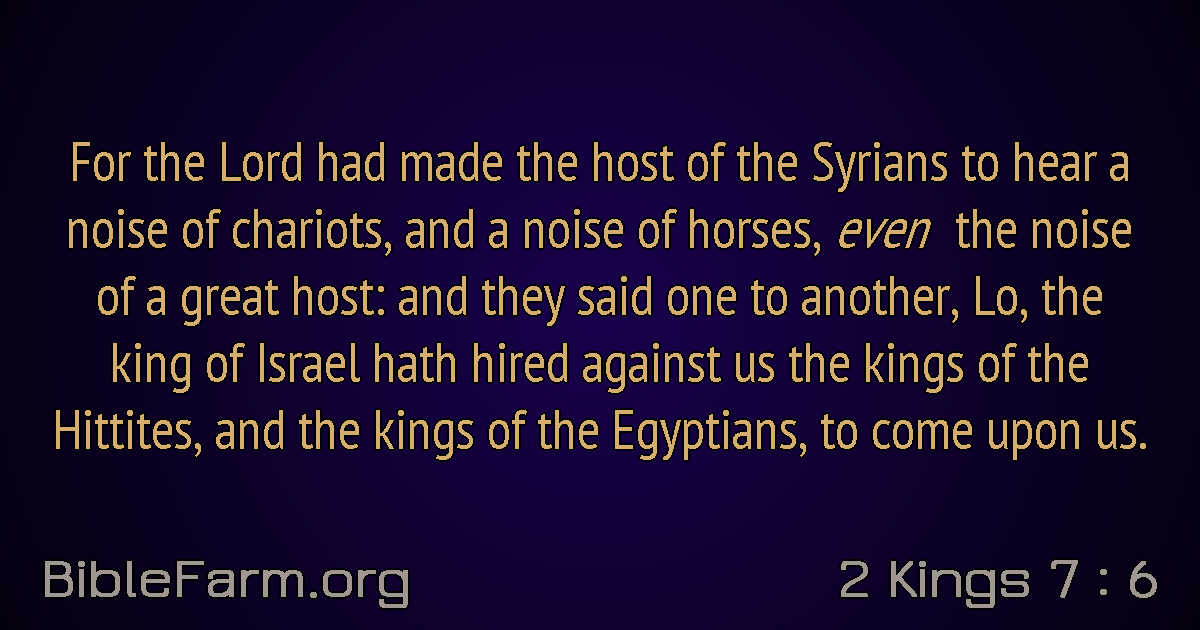 For the Lord had made the host of the Syrians to hear a
noise of chariots, and a noise of horses, even the noise
of a great host: and they said one to another, Lo, the
king of Israel hath hired against us the kings of the
Hittites, and the kings of the Egyptians, to come upon us.
BibleFarm.org
2 Kings 7 : 6